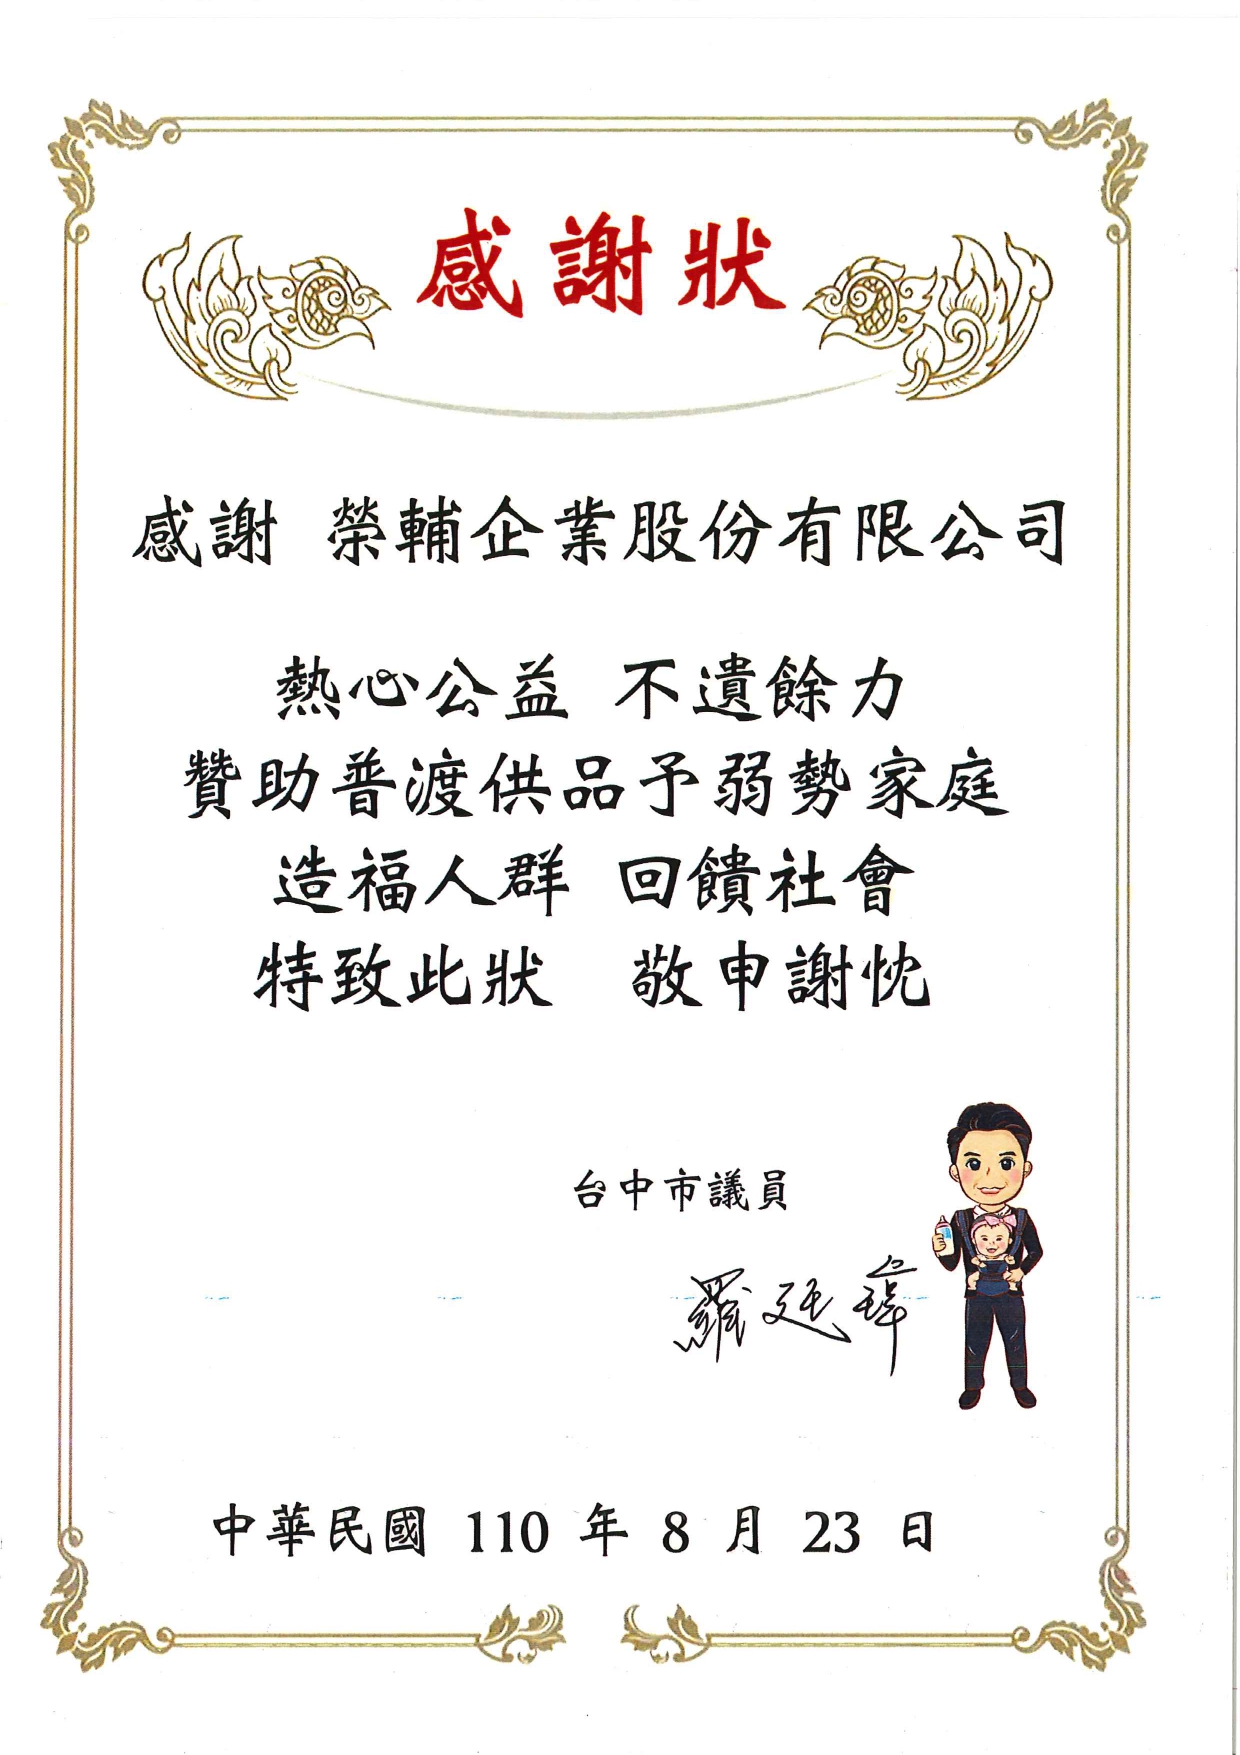 感謝狀
感謝 榮輔企業股份有限公司
熱心公益 不遺餘力
贊助普渡供品予弱勢家庭
造福人群 回饋社會
特致此狀 敬申謝忱
台中市議員
羅廷瑋
中華民國 110 年 8 月 23 日